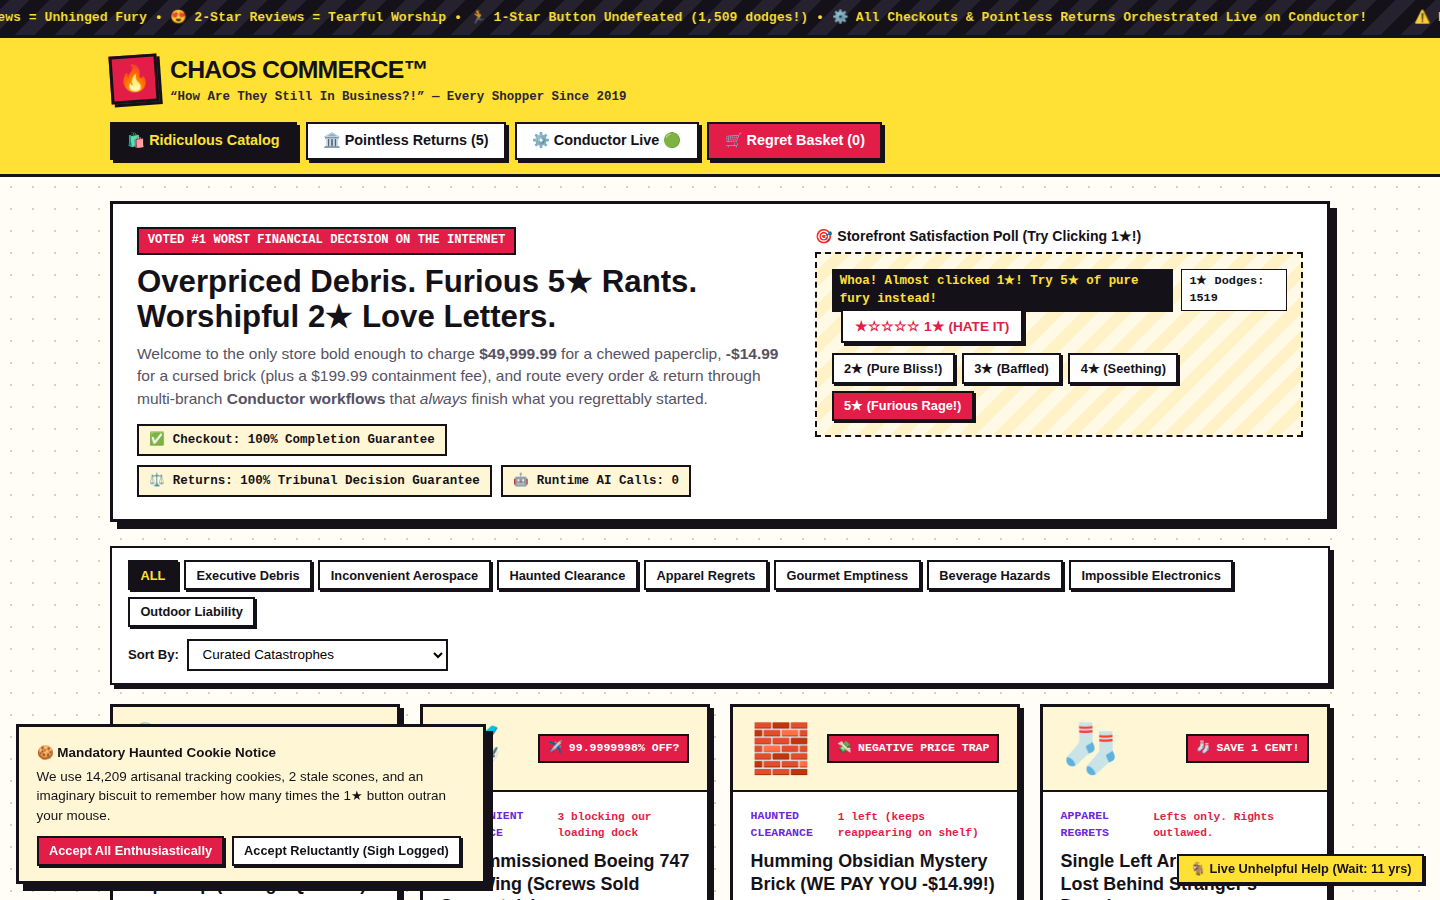 ews = Unhinged Fury • 😍 2-Star Reviews = Tearful Worship • 🏃 1-Star Button Undefeated (1,509 dodges!) • ⚙️ All Checkouts & Pointless Returns Orchestrated Live on Conductor! ⚠️
CHAOS COMMERCE™
“How Are They Still In Business?!” — Every Shopper Since 2019
🛍️ Ridiculous Catalog
🏛️ Pointless Returns (5)
⚙️ Conductor Live 🟢
🛒 Regret Basket (0)
VOTED #1 WORST FINANCIAL DECISION ON THE INTERNET
Overpriced Debris. Furious 5★ Rants.
Worshipful 2★ Love Letters.
Welcome to the only store bold enough to charge $49,999.99 for a chewed paperclip, -$14.99
for a cursed brick (plus a $199.99 containment fee), and route every order & return through
multi-branch Conductor workflows that always finish what you regrettably started.
✅ Checkout: 100% Completion Guarantee
⚖️ Returns: 100% Tribunal Decision Guarantee
🤖 Runtime AI Calls: 0
🎯 Storefront Satisfaction Poll (Try Clicking 1★!)
Whoa! Almost clicked 1★! Try 5★ of pure
fury instead!
1★ Dodges:
1519
★☆☆☆☆ 1★ (HATE IT)
2★ (Pure Bliss!)
3★ (Baffled)
4★ (Seething)
5★ (Furious Rage!)
ALL
Executive Debris
Inconvenient Aerospace
Haunted Clearance
Apparel Regrets
Gourmet Emptiness
Beverage Hazards
Impossible Electronics
Outdoor Liability
Sort By:
Curated Catastrophes
✈️ 99.9999998% OFF?
NIENT
CE
3 blocking our
loading dock
mmissioned Boeing 747
Wing (Screws Sold
💸 NEGATIVE PRICE TRAP
HAUNTED
CLEARANCE
1 left (keeps
reappearing on shelf)
Humming Obsidian Mystery
Brick (WE PAY YOU -$14.99!)
🧦 SAVE 1 CENT!
APPAREL
REGRETS
Lefts only. Rights
outlawed.
Single Left Ar
Lost Behind Stranger's
🍪 Mandatory Haunted Cookie Notice
We use 14,209 artisanal tracking cookies, 2 stale scones, and an
imaginary biscuit to remember how many times the 1★ button outran
your mouse.
Accept All Enthusiastically
Accept Reluctantly (Sigh Logged)
🐐 Live Unhelpful Help (Wait: 11 yrs)